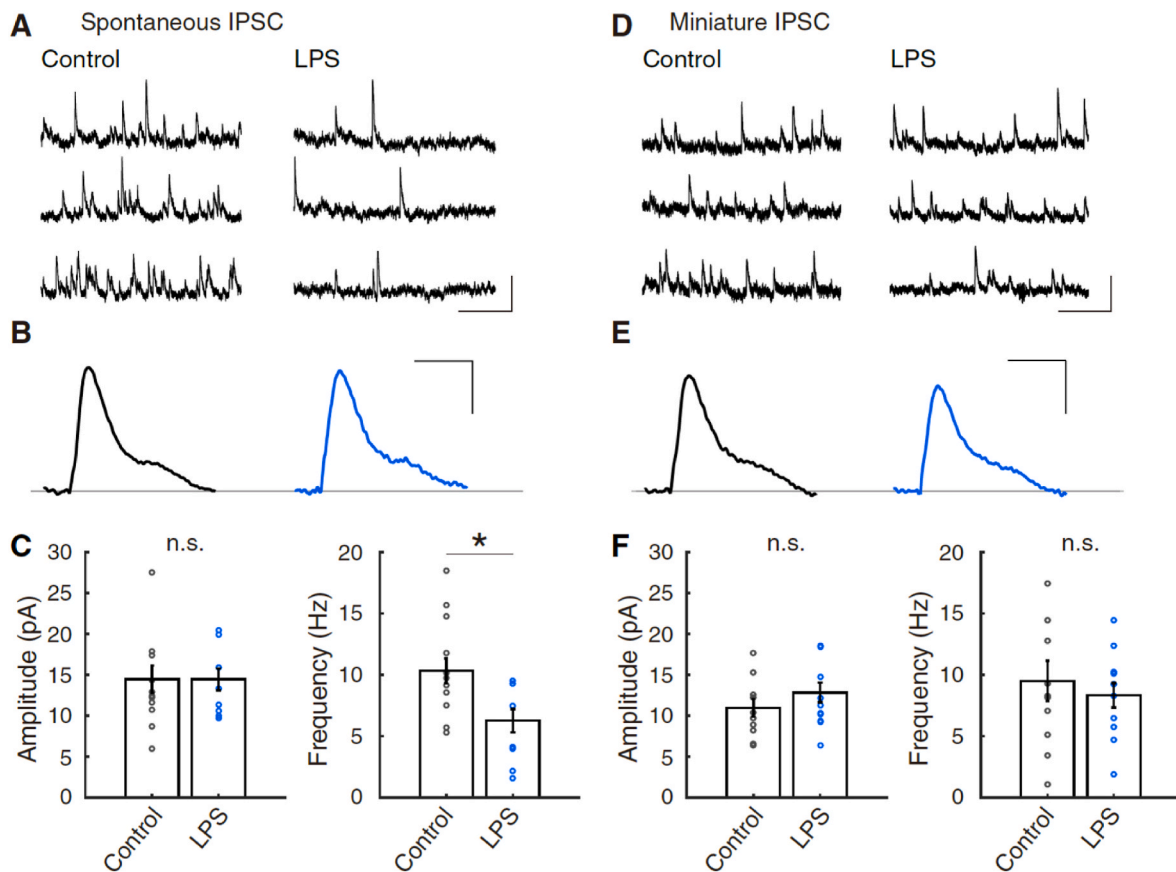 A Spontaneous IPSC
Control LPS
B
C
n.s.
Amplitude (pA)
30
25
20
15
10
5
0
Control LPS
*
Frequency (Hz)
20
15
10
5
0
Control LPS
D Miniature IPSC
Control LPS
E
F
n.s.
Amplitude (pA)
30
25
20
15
10
5
0
Control LPS
n.s.
Frequency (Hz)
20
15
10
5
0
Control LPS